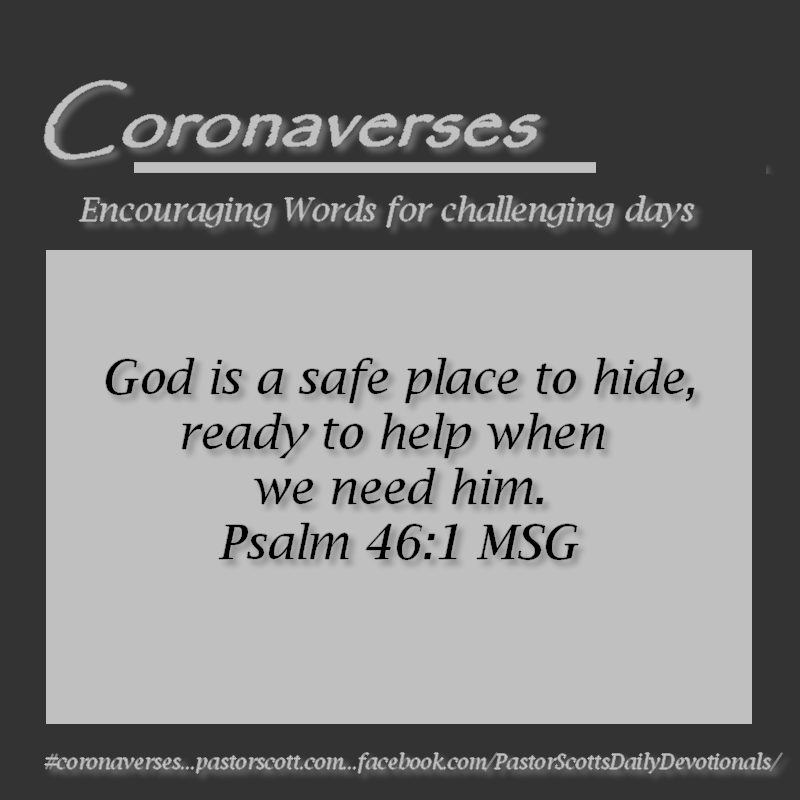 Coronaverses
Encouraging Words for challenging days
God is a safe place to hide,
ready to help when
we need him.
Psalm 46:1 MSG
#coronaverses...pastorscott.com...facebook.com/PastorScottsDailyDevotionals/